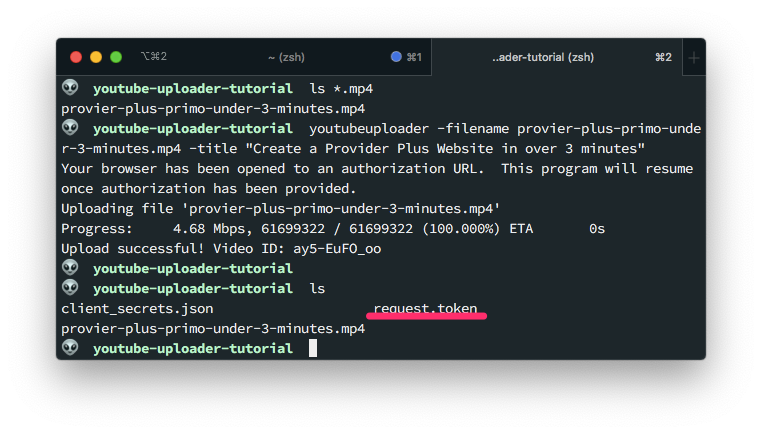 ⌥⌘2 ~ (zsh) ⌘1 ..ader-tutorial (zsh) ⌘2 +
youtube-uploader-tutorial ls *.mp4
provier-plus-primo-under-3-minutes.mp4
youtube-uploader-tutorial youtubeuploader -filename provier-plus-primo-unde
r-3-minutes.mp4 -title "Create a Provider Plus Website in over 3 minutes"
Your browser has been opened to an authorization URL. This program will resume
once authorization has been provided.
Uploading file 'provier-plus-primo-under-3-minutes.mp4'
Progress: 4.68 Mbps, 61699322 / 61699322 (100.000%) ETA 0s
Upload successful! Video ID: ay5-EuFO_oo
youtube-uploader-tutorial
youtube-uploader-tutorial ls
client_secrets.json request.token
provier-plus-primo-under-3-minutes.mp4
youtube-uploader-tutorial